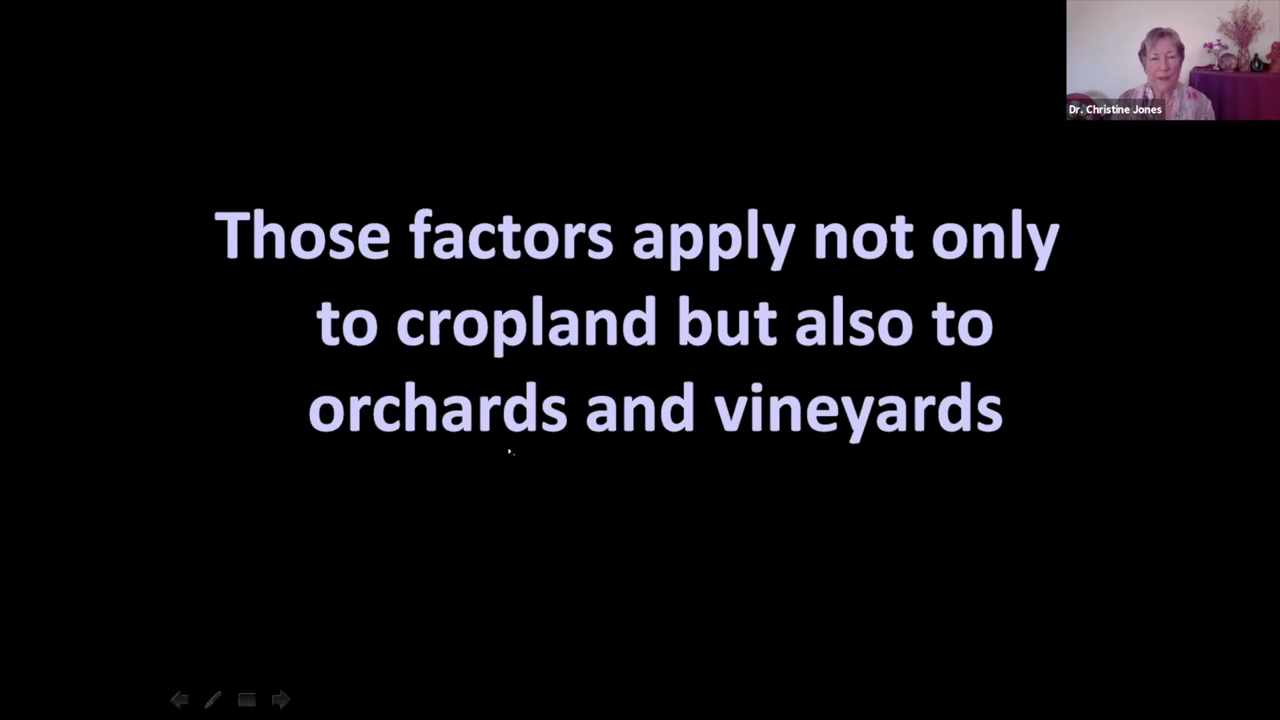 Dr. Christine Jones
Those factors apply not only
to cropland but also to
orchards and vineyards